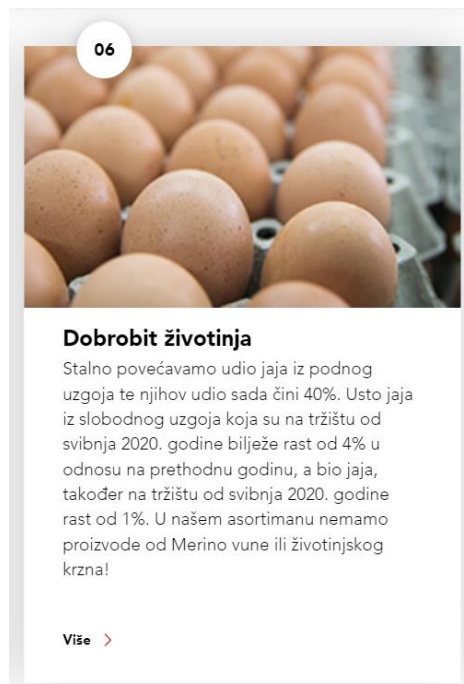 06
Dobrobit životinja
Stalno povećavamo udio jaja iz podnog
uzgoja te njihov udio sada čini 40%. Usto jaja
iz slobodnog uzgoja koja su na tržištu od
svibnja 2020. godine bilježe rast od 4% u
odnosu na prethodnu godinu, a bio jaja,
također na tržištu od svibnja 2020. godine
rast od 1%. U našem asortimanu nemamo
proizvode od Merino vune ili životinjskog
krzna!
Više